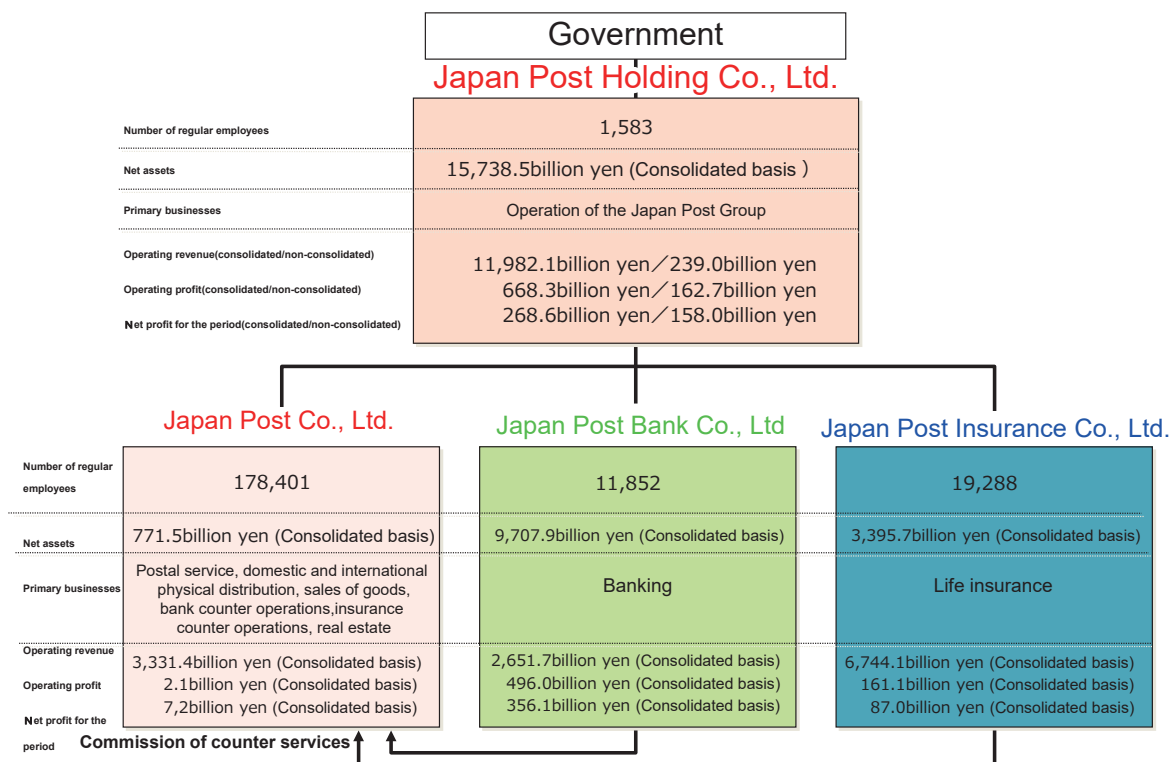 Government
Japan Post Holding Co., Ltd.
Number of regular employees
1,583
Net assets
15,738.5billion yen (Consolidated basis )
Primary businesses
Operation of the Japan Post Group
Operating revenue(consolidated/non-consolidated)
11,982.1billion yen／239.0billion yen
Operating profit(consolidated/non-consolidated)
668.3billion yen／162.7billion yen
Net profit for the period(consolidated/non-consolidated)
268.6billion yen／158.0billion yen
Japan Post Co., Ltd.
Japan Post Bank Co., Ltd
Japan Post Insurance Co., Ltd.
Number of regular
employees
178,401
11,852
19,288
Net assets
771.5billion yen (Consolidated basis)
9,707.9billion yen (Consolidated basis)
3,395.7billion yen (Consolidated basis)
Primary businesses
Postal service, domestic and international
physical distribution, sales of goods,
bank counter operations,insurance
counter operations, real estate
Banking
Life insurance
Operating revenue
3,331.4billion yen (Consolidated basis)
2,651.7billion yen (Consolidated basis)
6,744.1billion yen (Consolidated basis)
Operating profit
2.1billion yen (Consolidated basis)
496.0billion yen (Consolidated basis)
161.1billion yen (Consolidated basis)
Net profit for the
period
7,2billion yen (Consolidated basis)
356.1billion yen (Consolidated basis)
87.0billion yen (Consolidated basis)
Commission of counter services